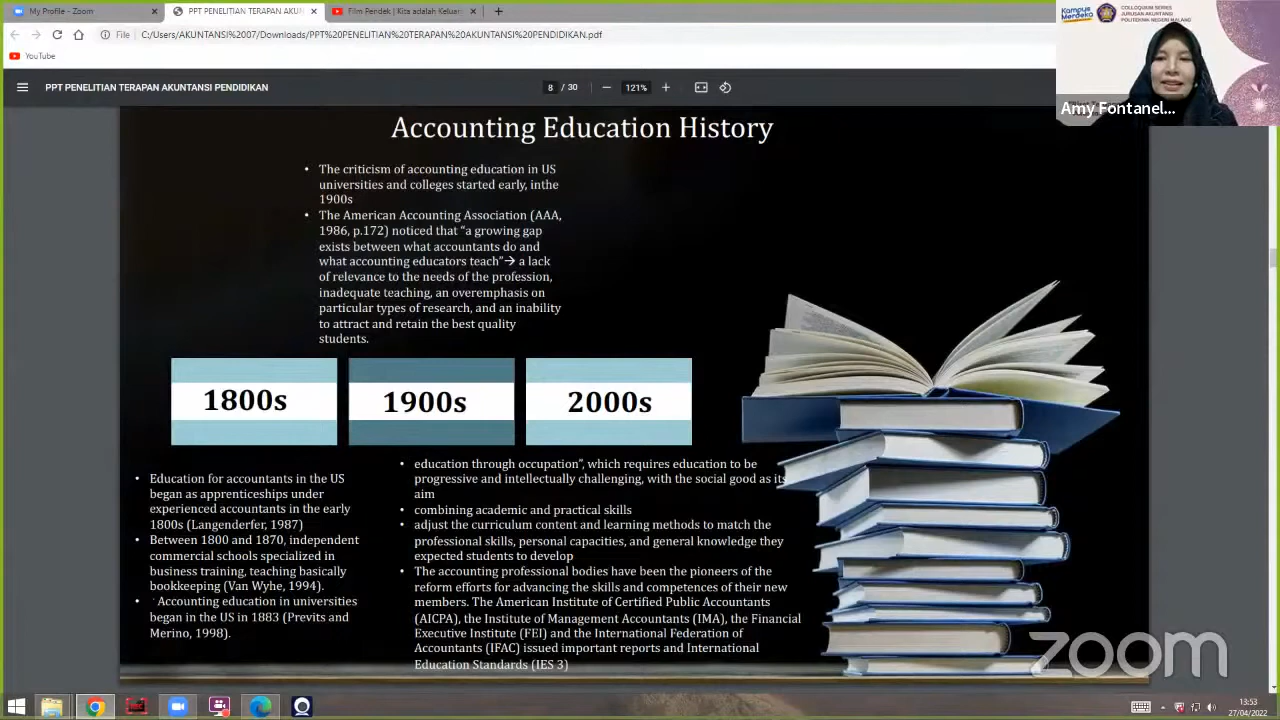 My Profile - Zoom
PPT PENELITIAN TERAPAN AKUN
Film Pendek | Kita adalah Keluar
File
C:/Users/AKUNTANSI%2007/Downloads/PPT%20PENELITIAN%20TERAPAN%20AKUNTANSI%20PENDIDIKAN.pdf
YouTube
PPT PENELITIAN TERAPAN AKUNTANSI PENDIDIKAN
8 / 30
121%
Kampus Merdeka
COLLOQUIUM SERIES
JURUSAN AKUNTANSI
POLITEKNIK NEGERI MALANG
Amy Fontanel...
Accounting Education History
• The criticism of accounting education in US
universities and colleges started early, inthe
1900s
• The American Accounting Association (AAA,
1986, p.172) noticed that "a growing gap
exists between what accountants do and
what accounting educators teach"→ a lack
of relevance to the needs of the profession,
inadequate teaching, an overemphasis on
particular types of research, and an inability
to attract and retain the best quality
students.
1800s
1900s
2000s
• Education for accountants in the US
began as apprenticeships under
experienced accountants in the early
1800s (Langenderfer, 1987)
• Between 1800 and 1870, independent
commercial schools specialized in
business training, teaching basically
bookkeeping (Van Wyhe, 1994).
• Accounting education in universities
began in the US in 1883 (Previts and
Merino, 1998).
• education through occupation", which requires education to be
progressive and intellectually challenging, with the social good as its
aim
• combining academic and practical skills
• adjust the curriculum content and learning methods to match the
professional skills, personal capacities, and general knowledge they
expected students to develop
• The accounting professional bodies have been the pioneers of the
reform efforts for advancing the skills and competences of their new
members. The American Institute of Certified Public Accountants
(AICPA), the Institute of Management Accountants (IMA), the Financial
Executive Institute (FEI) and the International Federation of
Accountants (IFAC) issued important reports and International
Education Standards (IES 3)
zoom
13:53
27/04/2022